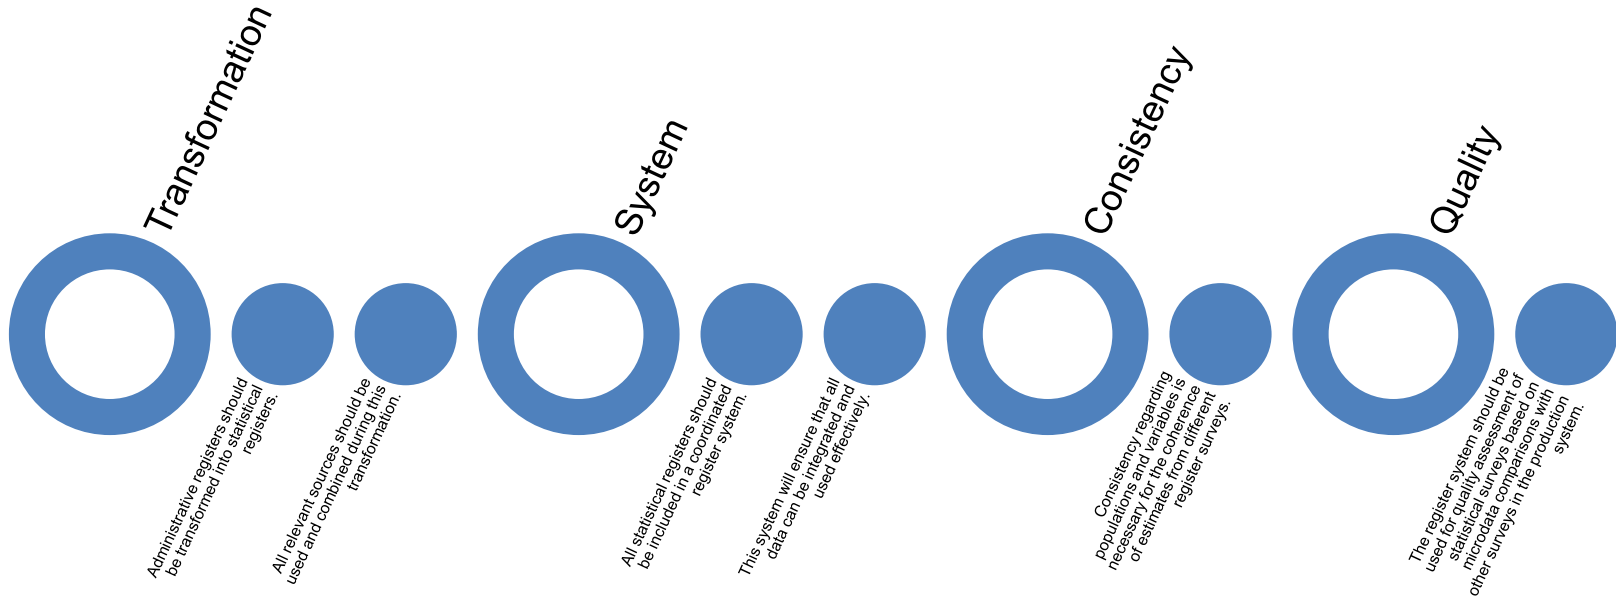 Transformation
Administrative registers should
be transformed into statistical
registers.
All relevant sources should be
used and combined during this
transformation.
System
All statistical registers should
be included in a coordinated
register system.
This system will ensure that all
data can be integrated and
used effectively.
Consistency
Consistency regarding
populations and variables is
necessary for the coherence
of estimates from different
register surveys.
Quality
The register system should be
used for quality assessment of
statistical surveys based on
microdata comparisons with
other surveys in the production
system.